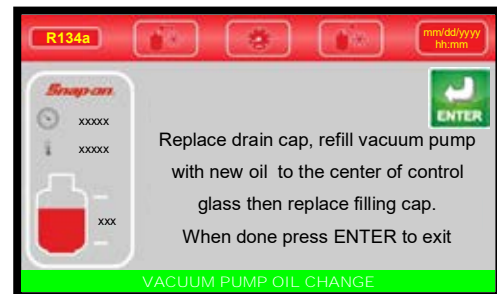 R134a
mm/dd/yyyy
hh:mm
Snap-on
ENTER
xxxxx
xxxxx
xxx
Replace drain cap, refill vacuum pump
with new oil to the center of control
glass then replace filling cap.
When done press ENTER to exit
VACUUM PUMP OIL CHANGE